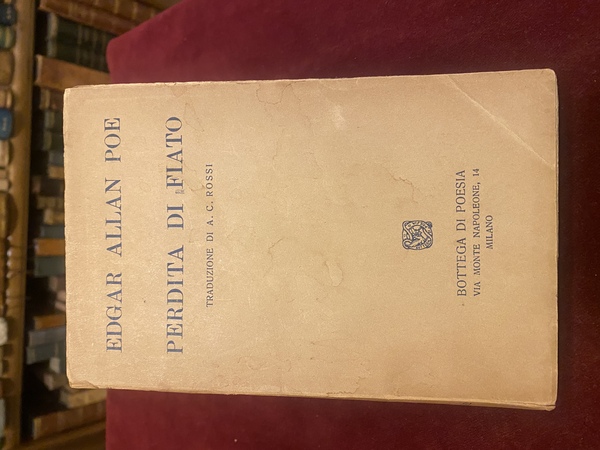 EDGAR ALLAN POE
PERDITA DI FIATO
TRADUZIONE DI A. C. ROSSI
BOTTEGA DI POESIA
VIA MONTE NAPOLEONE, 14
MILANO